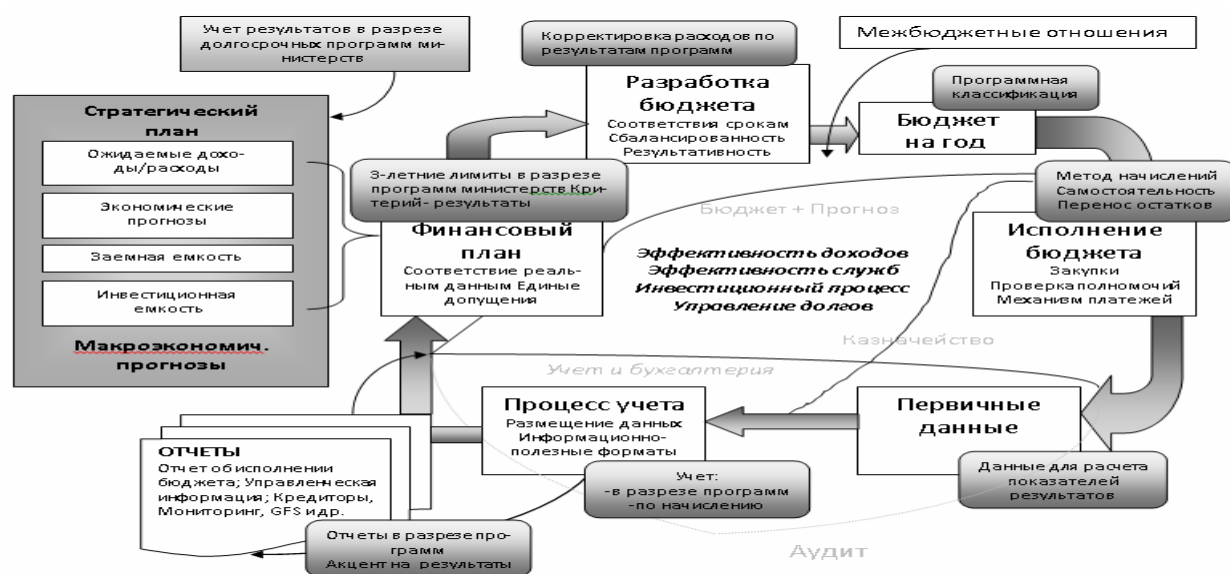 Учет результатов в разрезе
долгосрочных программ ми-
нистерств
Корректировка расходов по
результатам программ
Межбюджетные отношения
Стратегический
план
Ожидаемые дохо-
ды/расходы
Экономические
прогнозы
Заемная емкость
Инвестиционная
емкость
Макроэкономич.
прогнозы
Разработка
бюджета
Соответствия срокам
Сбалансированность
Результативность
Программная
классификация
Бюджет
на год
3-летние лимиты в разрезе
программ министерств Кри-
терий- результаты
Финансовый
план
Соответствие реаль-
ным данным Единые
допущения
Бюджет + Прогноз
Эффективность доходов
Эффективность служб
Инвестиционный процесс
Управление долгов
Метод начислений
Самостоятельность
Перенос остатков
Исполнение
бюджета
Закупки
Проверка полномочий
Механизм платежей
Казначейство
Учет и бухгалтерия
Процесс учета
Размещение данных
Информационно-
полезные форматы
Первичные
данные
Данные для расчета
показателей
результатов
Учет:
-в разрезе программ
-по начислению
ОТЧЕТЫ
Отчет об исполнении
бюджета; Управленческая
информация; Кредиторы,
Мониторинг, GFS и др.
Отчеты в разрезе про-
грамм
Акцент на результаты
Аудит